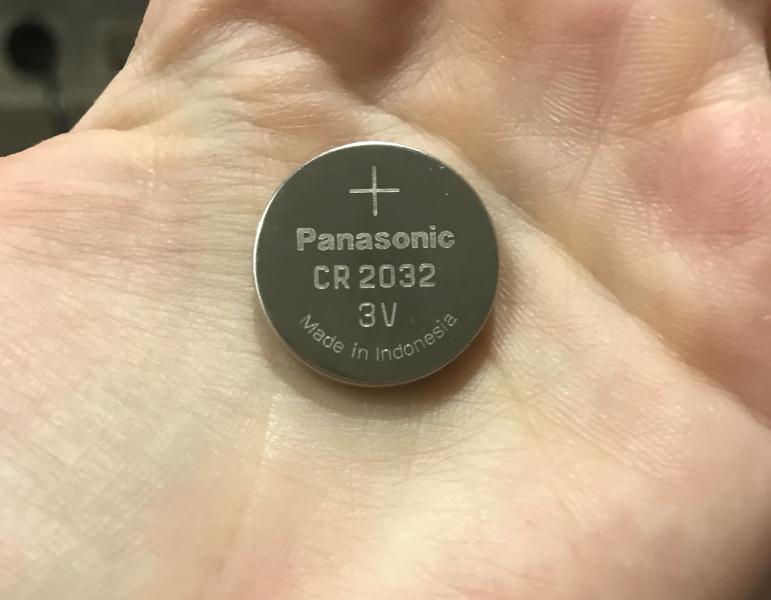 +
Panasonic
CR 2032
3V
Made in Indonesia